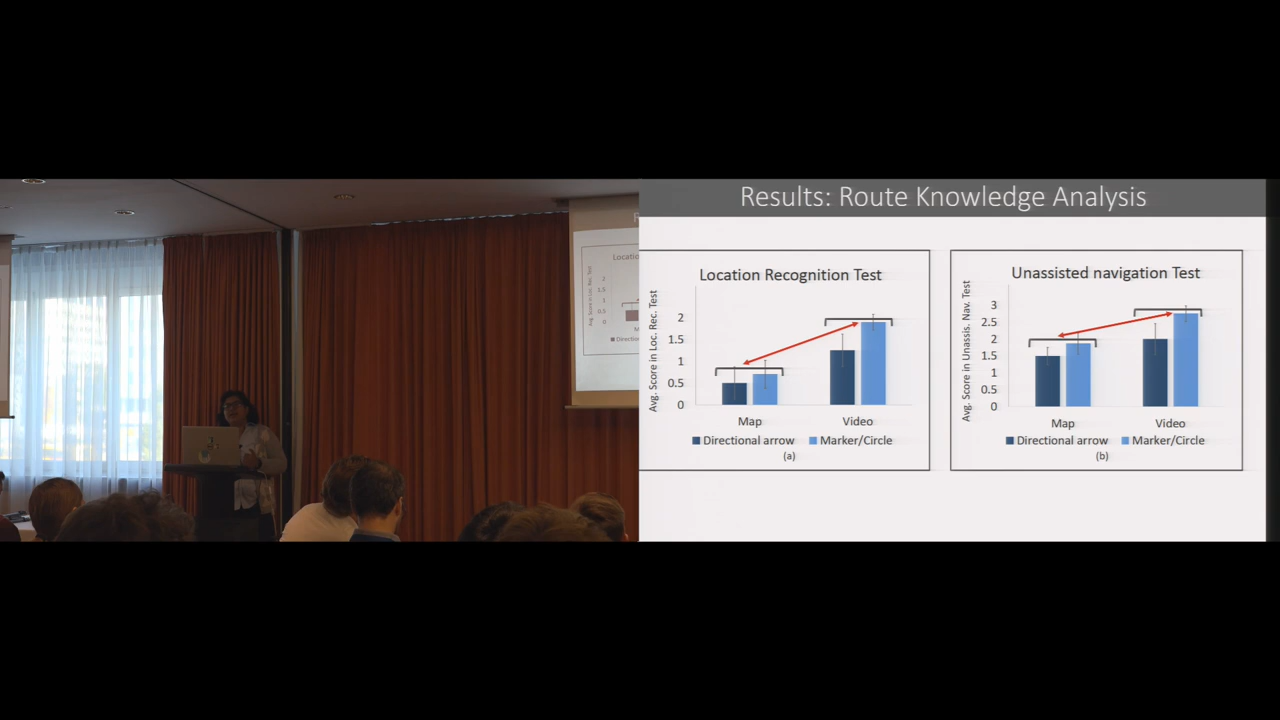 Results: Route Knowledge Analysis
Location Recognition Test
Avg. Score in Loc. Rec. Test
2
1.5
1
0.5
0
Map
Video
Directional arrow
Marker/Circle
(a)
Unassisted navigation Test
Avg. Score in Unassis. Nav. Test
3
2.5
2
1.5
1
0.5
0
Map
Video
Directional arrow
Marker/Circle
(b)